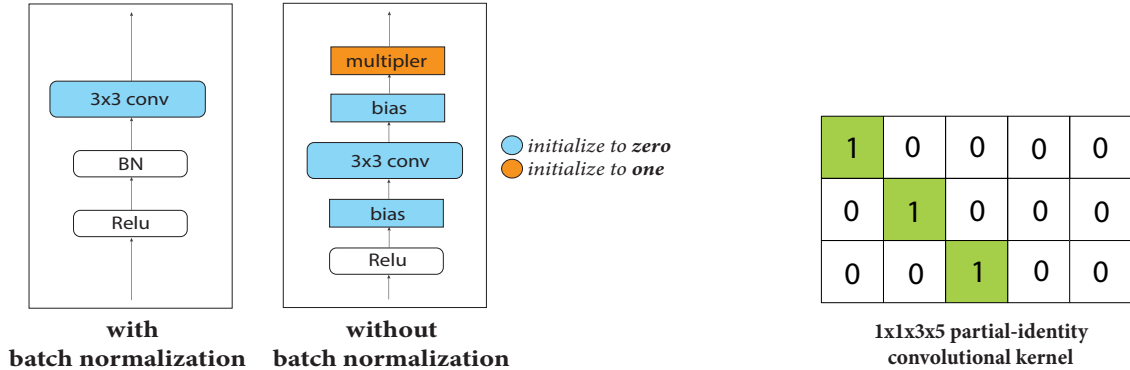 3x3 conv
BN
Relu
with
batch normalization
multipler
bias
3x3 conv
bias
Relu
without
batch normalization
initialize to zero
initialize to one
1 0 0 0 0
0 1 0 0 0
0 0 1 0 0
1x1x3x5 partial-identity
convolutional kernel